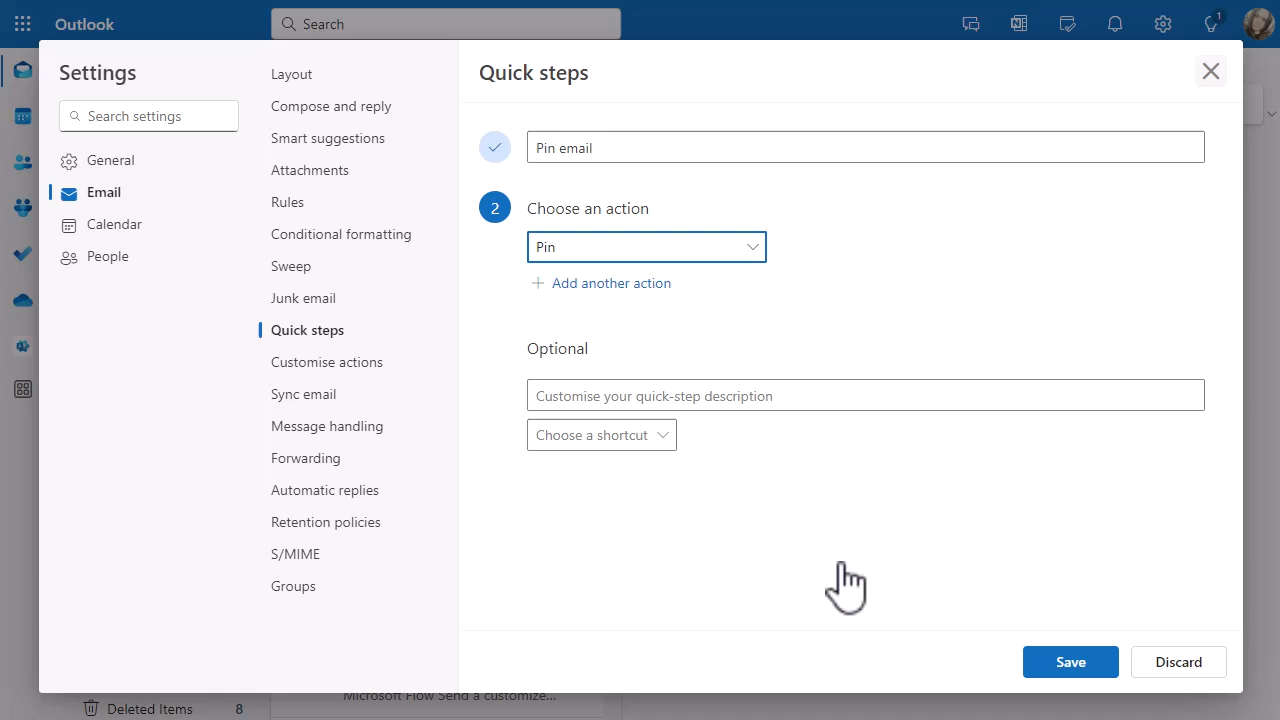 Outlook
Search
1
Settings
Search settings
General
Email
Calendar
People
Layout
Compose and reply
Smart suggestions
Attachments
Rules
Conditional formatting
Sweep
Junk email
Quick steps
Customise actions
Sync email
Message handling
Forwarding
Automatic replies
Retention policies
S/MIME
Groups
Quick steps
Pin email
2
Choose an action
Pin
Add another action
Optional
Customise your quick-step description
Choose a shortcut
Save
Discard
Microsoft Flow Send a customize...
Deleted Items 8